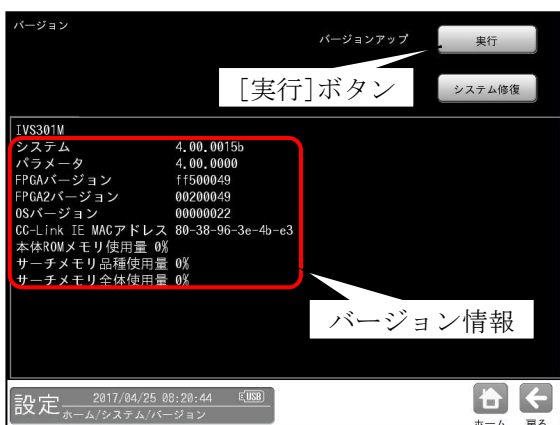 バージョン
バージョンアップ
実行
[実行]ボタン
システム修復
IVS301M
システム 4.00.0015b
パラメータ 4.00.0000
FPGAバージョン ff500049
FPGA2バージョン 00200049
OSバージョン 00000022
CC-Link IE MACアドレス 80-38-96-3e-4b-e3
本体ROMメモリ使用量 0%
サーチメモリ品種使用量 0%
サーチメモリ全体使用量 0%
バージョン情報
設定 2017/04/25 08:20:44 USB
ホーム/システム/バージョン
ホーム 戻る